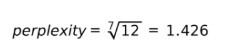 perplexity = ⁷√12 = 1.426